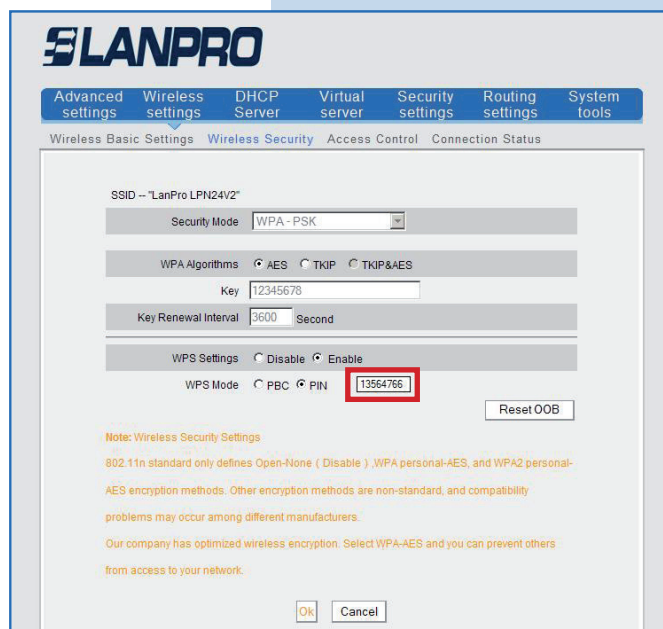 LANPRO
Advanced settings Wireless settings DHCP Server Virtual server Security settings Routing settings System tools
Wireless Basic Settings Wireless Security Access Control Connection Status
SSID -- "LanPro LPN24V2"
Security Mode WPA - PSK
WPA Algorithms AES TKIP TKIP&AES
Key 12345678
Key Renewal Interval 3600 Second
WPS Settings Disable Enable
WPS Mode PBC PIN 13564766
Reset OOB
Note: Wireless Security Settings
802.11n standard only defines Open-None ( Disable ) ,WPA personal-AES, and WPA2 personal-
AES encryption methods. Other encryption methods are non-standard, and compatibility
problems may occur among different manufacturers.
Our company has optimized wireless encryption. Select WPA-AES and you can prevent others
from access to your network.
Ok Cancel